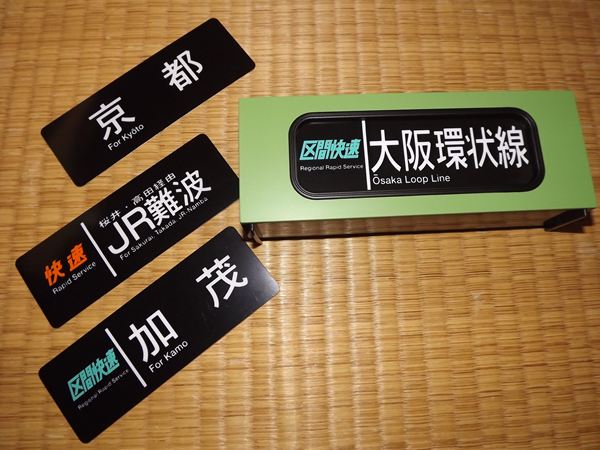 京都
For Kyōto
快速
Rapid Service
桜井・高田経由
JR難波
For Sakurai, Takada, JR-Namba
区間快速
Regional Rapid Service
加茂
For Kamo
区間快速
Regional Rapid Service
大阪環状線
Ōsaka Loop Line